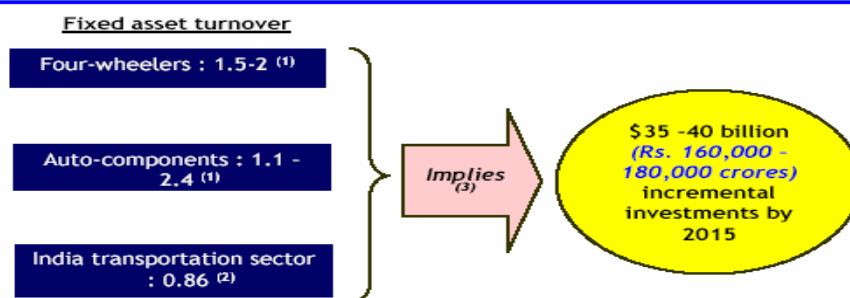 Fixed asset turnover
Four-wheelers : 1.5-2 (1)
Auto-components : 1.1 -
2.4 (1)
India transportation sector
: 0.86 (2)
Implies
(3)
$35 -40 billion
(Rs. 160,000 -
180,000 crores)
incremental
investments by
2015